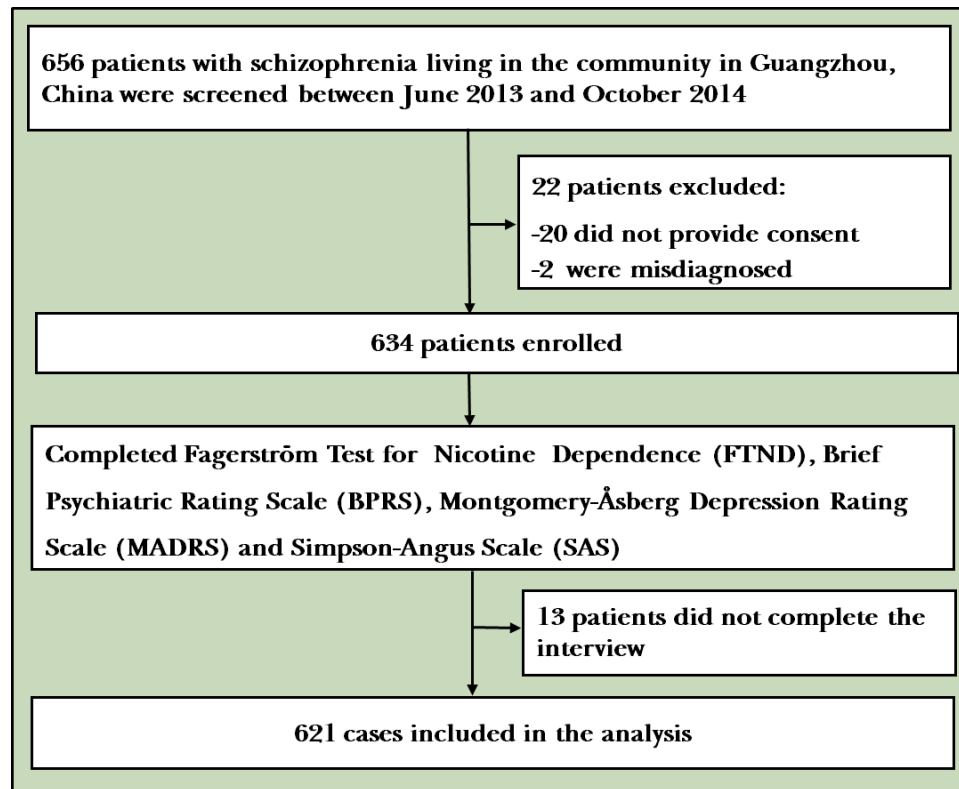 656 patients with schizophrenia living in the community in Guangzhou,
China were screened between June 2013 and October 2014
22 patients excluded:
-20 did not provide consent
-2 were misdiagnosed
634 patients enrolled
Completed Fagerström Test for Nicotine Dependence (FTND), Brief
Psychiatric Rating Scale (BPRS), Montgomery-Åsberg Depression Rating
Scale (MADRS) and Simpson-Angus Scale (SAS)
13 patients did not complete the
interview
621 cases included in the analysis